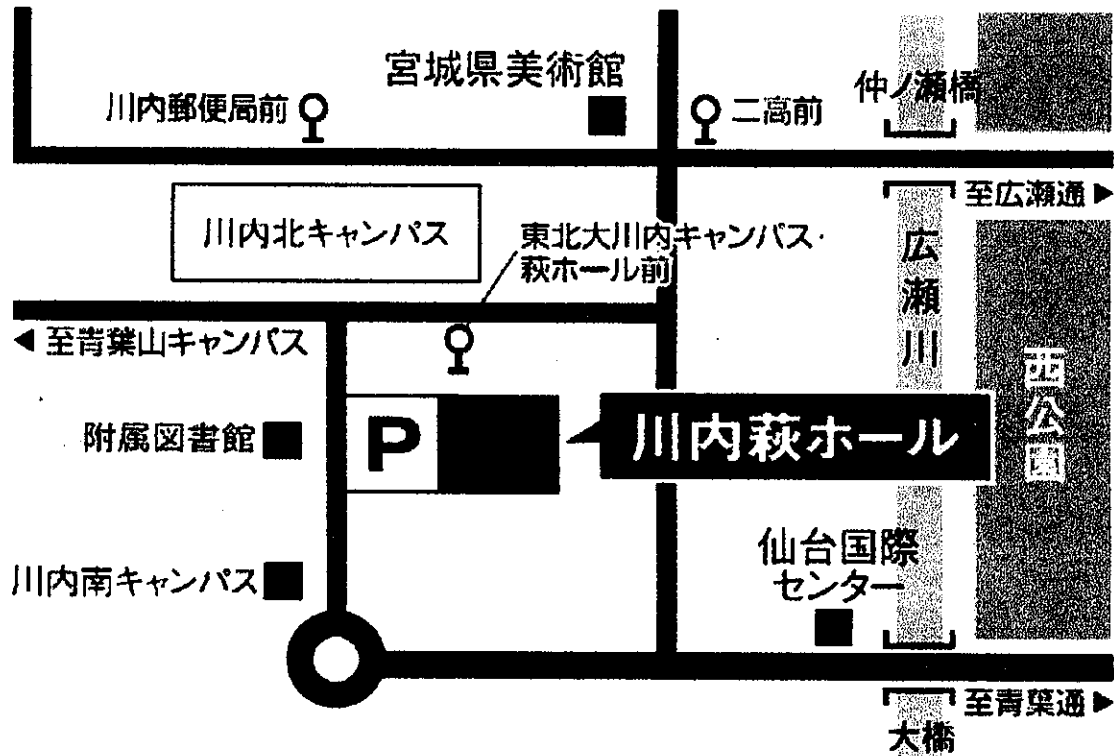 宮城県美術館
仲ノ瀬橋
川内郵便局前
二高前
至広瀬通▶
川内北キャンパス
東北大川内キャンパス・
萩ホール前
広瀬川
◀至青葉山キャンパス
西公園
附属図書館
P
川内萩ホール
仙台国際
センター
川内南キャンパス
至青葉通▶
大橋